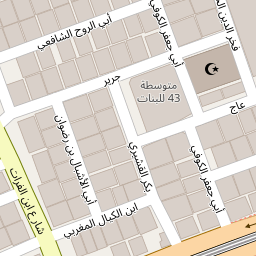 أبي الروح الشافعي
أبي جعفر الكوفي
فخر الدين
جرير
متوسطة
43 للبنات
عاج
أبي الأشبال بن رضوان
بكر القشيري
أبي جعفر الكوفي
شارع ابن الفرات
ابن الكيال المغربي